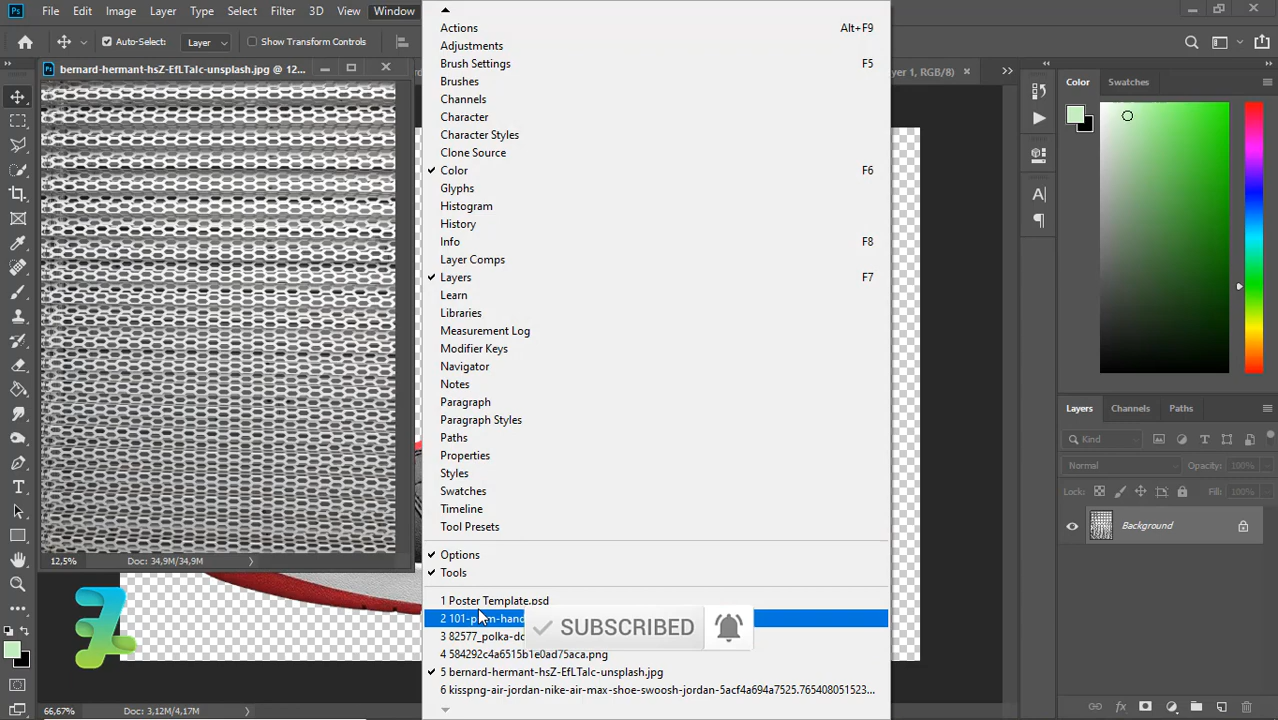 File Edit Image Layer Type Select Filter 3D View Window
Auto-Select: Layer Show Transform Controls
bernard-hermant-hsZ-EfLTaIc-unsplash.jpg @ 12...
yer 1, RGB/8)
Actions Alt+F9
Adjustments
Brush Settings F5
Brushes
Channels
Character
Character Styles
Clone Source
Color F6
Glyphs
Histogram
History
Info F8
Layer Comps
Layers F7
Learn
Libraries
Measurement Log
Modifier Keys
Navigator
Notes
Paragraph
Paragraph Styles
Paths
Properties
Styles
Swatches
Timeline
Tool Presets
Options
Tools
1 Poster Template.psd
2 101-p
m-hand
3 82577_polka-do
4 584292c4a6515b1e0ad75aca.png
5 bernard-hermant-hsZ-EfLTaIc-unsplash.jpg
6 kisspng-air-jordan-nike-air-max-shoe-swoosh-jordan-5acf4a694a7525.765408051523...
SUBSCRIBED
12,5% Doc: 34,9M/34,9M
66,67% Doc: 3,12M/4,17M
Color Swatches
Layers Channels Paths
Kind
Normal Opacity: 100%
Lock: Fill: 100%
Background